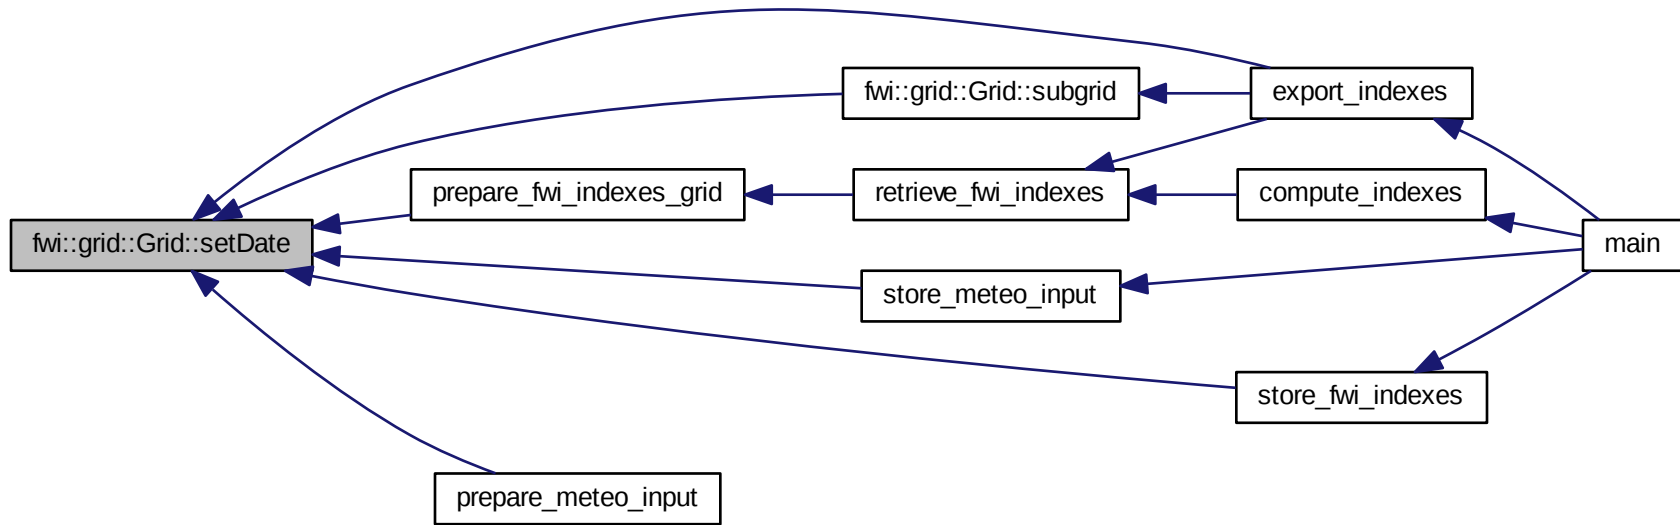 fwi::grid::Grid::subgrid
export_indexes
prepare_fwi_indexes_grid
retrieve_fwi_indexes
compute_indexes
fwi::grid::Grid::setDate
main
store_meteo_input
store_fwi_indexes
prepare_meteo_input